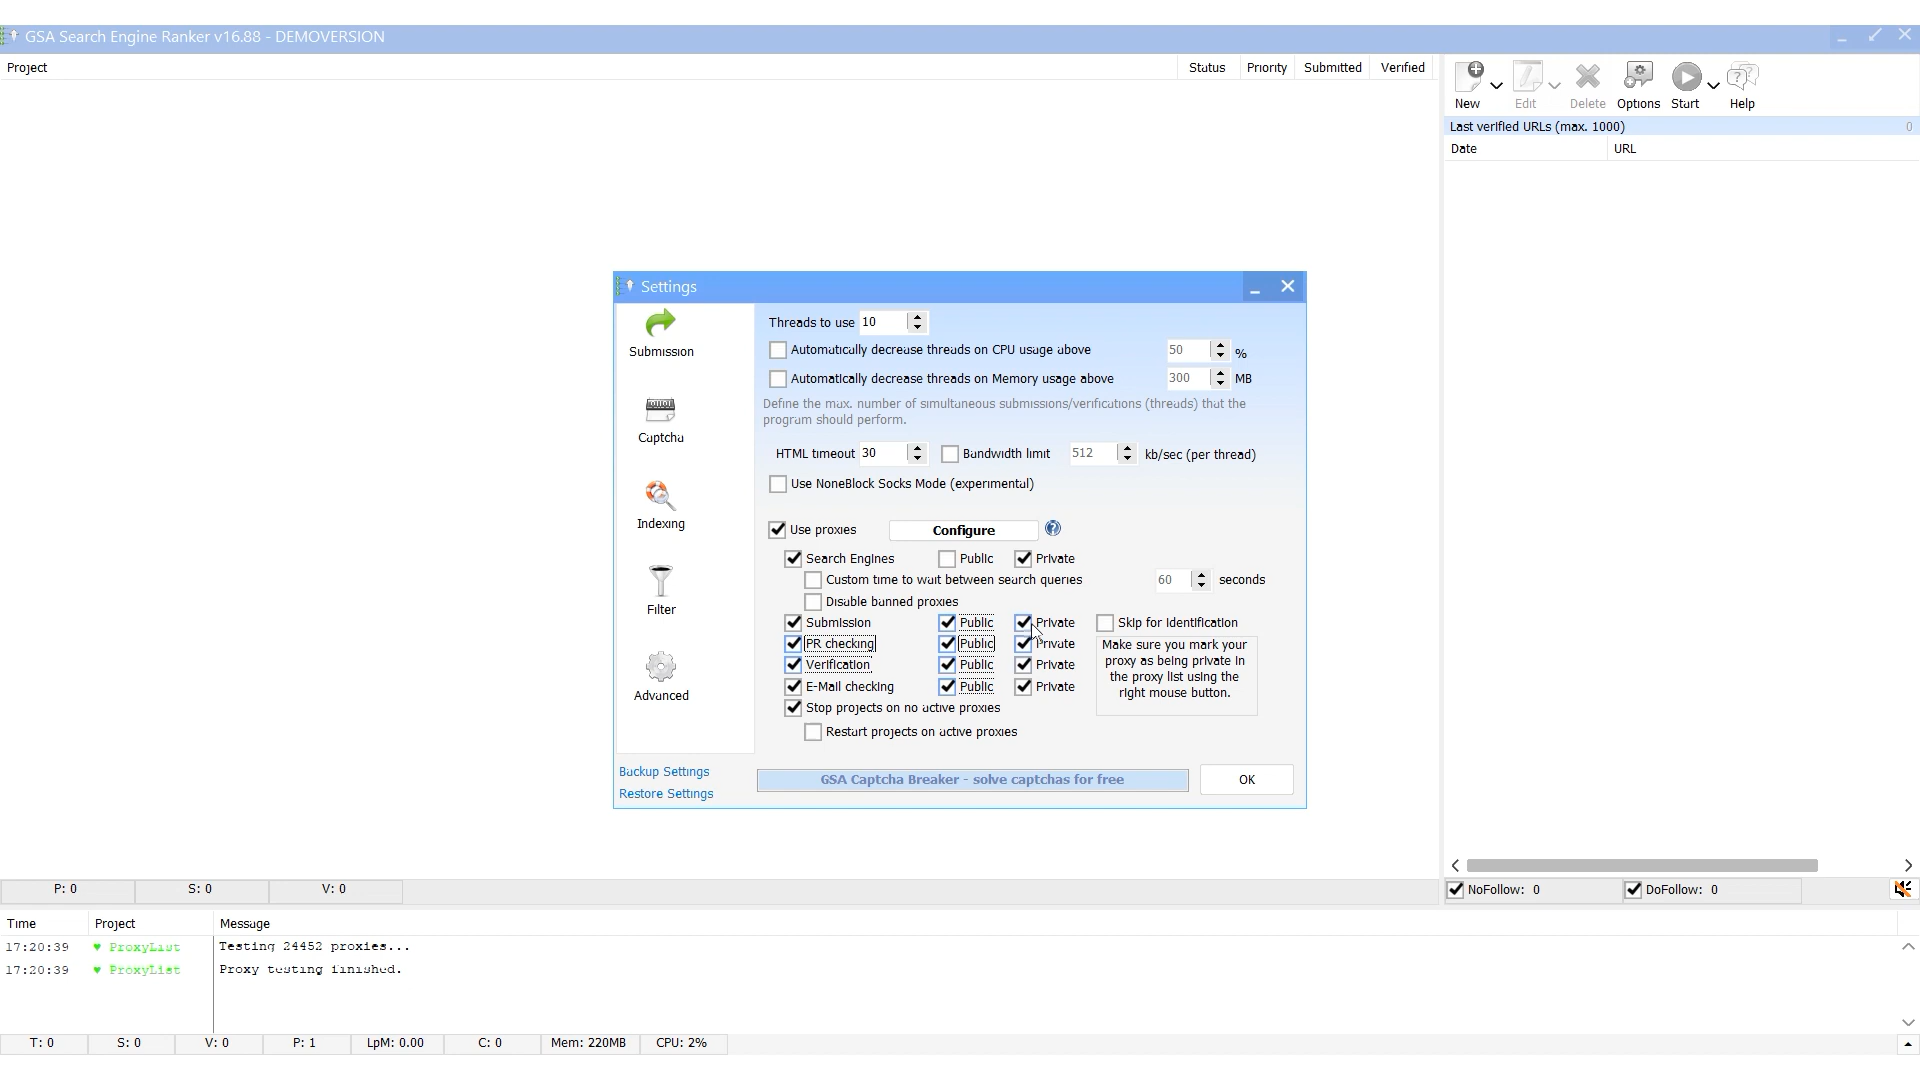 GSA Search Engine Ranker v16.88 - DEMOVERSION
Project Status Priority Submitted Verified
New Edit Delete Options Start Help
Last verified URLs (max. 1000) 0
Date URL
Settings
Submission
Captcha
Indexing
Filter
Advanced
Backup Settings
Restore Settings
Threads to use 10
Automatically decrease threads on CPU usage above 50 %
Automatically decrease threads on Memory usage above 300 MB
Define the max. number of simultaneous submissions/verifications (threads) that the
program should perform.
HTML timeout 30 Bandwidth limit 512 kb/sec (per thread)
Use NoneBlock Socks Mode (experimental)
Use proxies Configure
Search Engines Public Private
Custom time to wait between search queries 60 seconds
Disable banned proxies
Submission Public Private Skip for identification
PR checking Public Private
Verification Public Private
E-Mail checking Public Private
Make sure you mark your
proxy as being private in
the proxy list using the
right mouse button.
Stop projects on no active proxies
Restart projects on active proxies
GSA Captcha Breaker - solve captchas for free OK
P: 0 S: 0 V: 0
NoFollow: 0 DoFollow: 0
Time Project Message
17:20:39 ProxyList Testing 24452 proxies...
17:20:39 ProxyList Proxy testing finished.
T: 0 S: 0 V: 0 P: 1 LpM: 0.00 C: 0 Mem: 220MB CPU: 2%